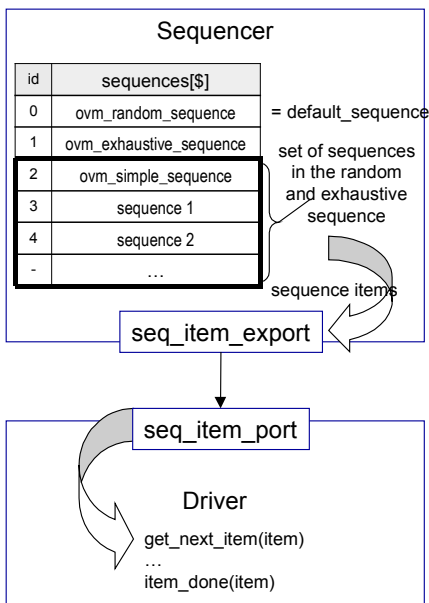 Sequencer
id sequences[$]
0 ovm_random_sequence = default_sequence
1 ovm_exhaustive_sequence
2 ovm_simple_sequence
3 sequence 1
4 sequence 2
- ...
set of sequences
in the random
and exhaustive
sequence
sequence items
seq_item_export
seq_item_port
Driver
get_next_item(item)
...
item_done(item)